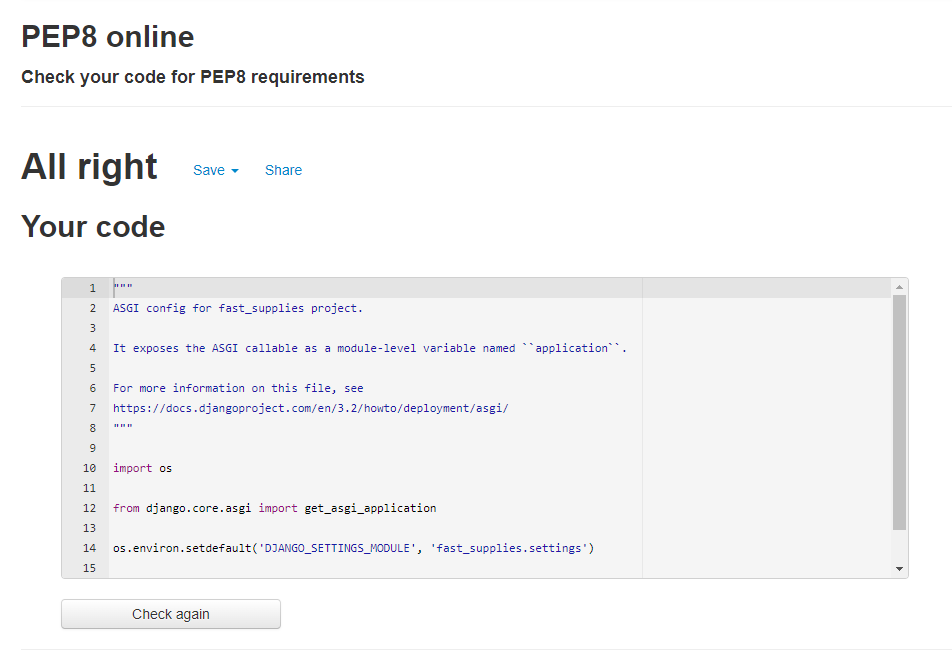 PEP8 online
Check your code for PEP8 requirements
All right Save Share
Your code
1 """
2 ASGI config for fast_supplies project.
3
4 It exposes the ASGI callable as a module-level variable named ``application``.
5
6 For more information on this file, see
7 https://docs.djangoproject.com/en/3.2/howto/deployment/asgi/
8 """
9
10 import os
11
12 from django.core.asgi import get_asgi_application
13
14 os.environ.setdefault('DJANGO_SETTINGS_MODULE', 'fast_supplies.settings')
15
Check again